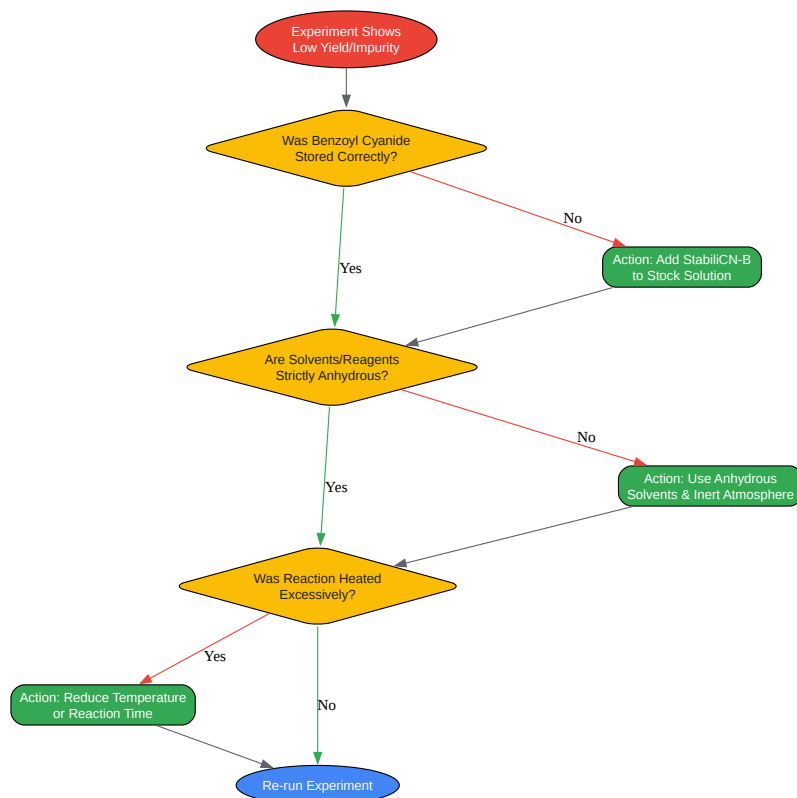 Experiment Shows
Low Yield/Impurity
Was Benzoyl Cyanide
Stored Correctly?
No
Action: Add StabiliCN-B
to Stock Solution
Yes
Are Solvents/Reagents
Strictly Anhydrous?
No
Action: Use Anhydrous
Solvents & Inert Atmosphere
Yes
Was Reaction Heated
Excessively?
Yes
Action: Reduce Temperature
or Reaction Time
No
Re-run Experiment